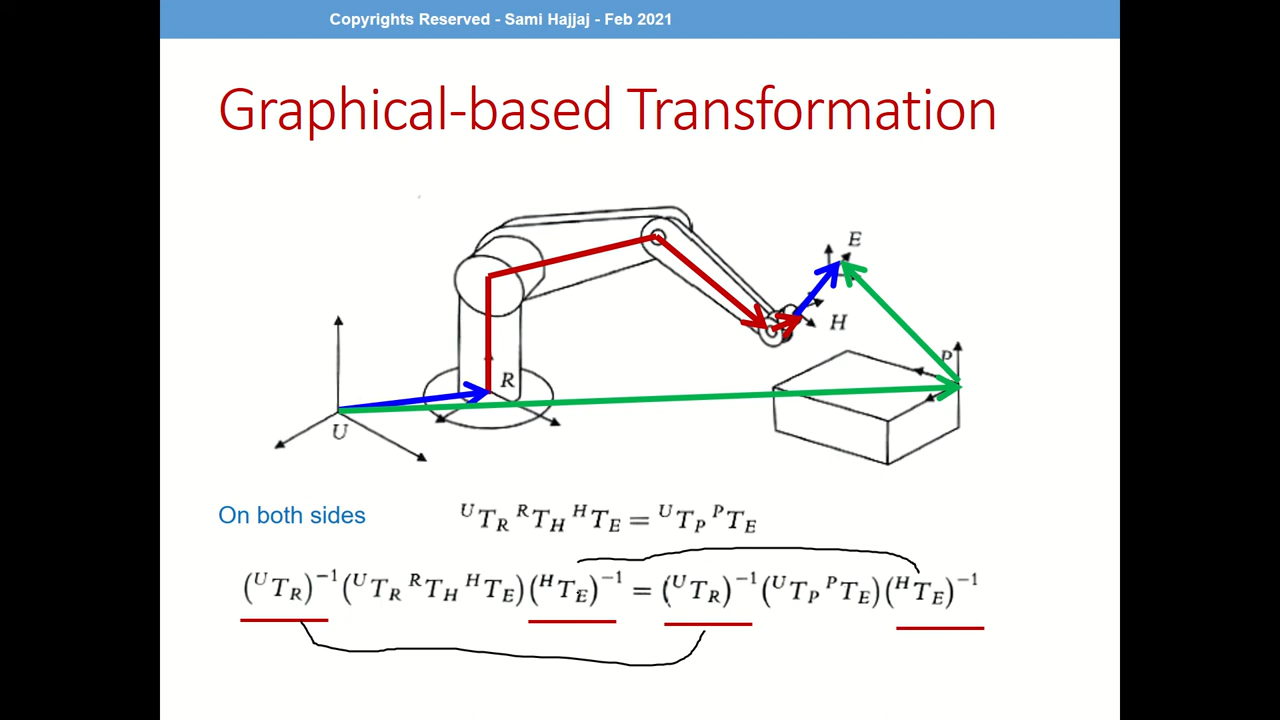 Copyrights Reserved - Sami Hajjaj - Feb 2021
Graphical-based Transformation
E
H
P
R
U
On both sides
ᵁT_R ᴿT_H ᴴT_E = ᵁT_P ᴾT_E
(ᵁT_R)⁻¹(ᵁT_R ᴿT_H ᴴT_E)(ᴴT_E)⁻¹ = (ᵁT_R)⁻¹(ᵁT_P ᴾT_E)(ᴴT_E)⁻¹